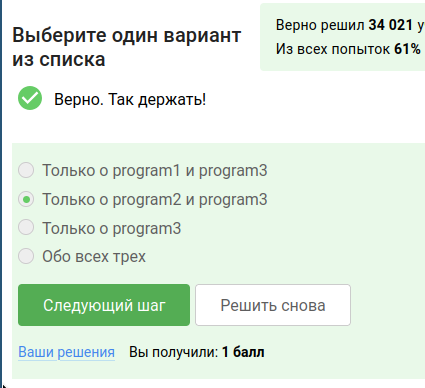 Выберите один вариант
из списка
Верно решил 34 021 у
Из всех попыток 61%
Верно. Так держать!
Только о program1 и program3
Только о program2 и program3
Только о program3
Обо всех трех
Следующий шаг
Решить снова
Ваши решения Вы получили: 1 балл